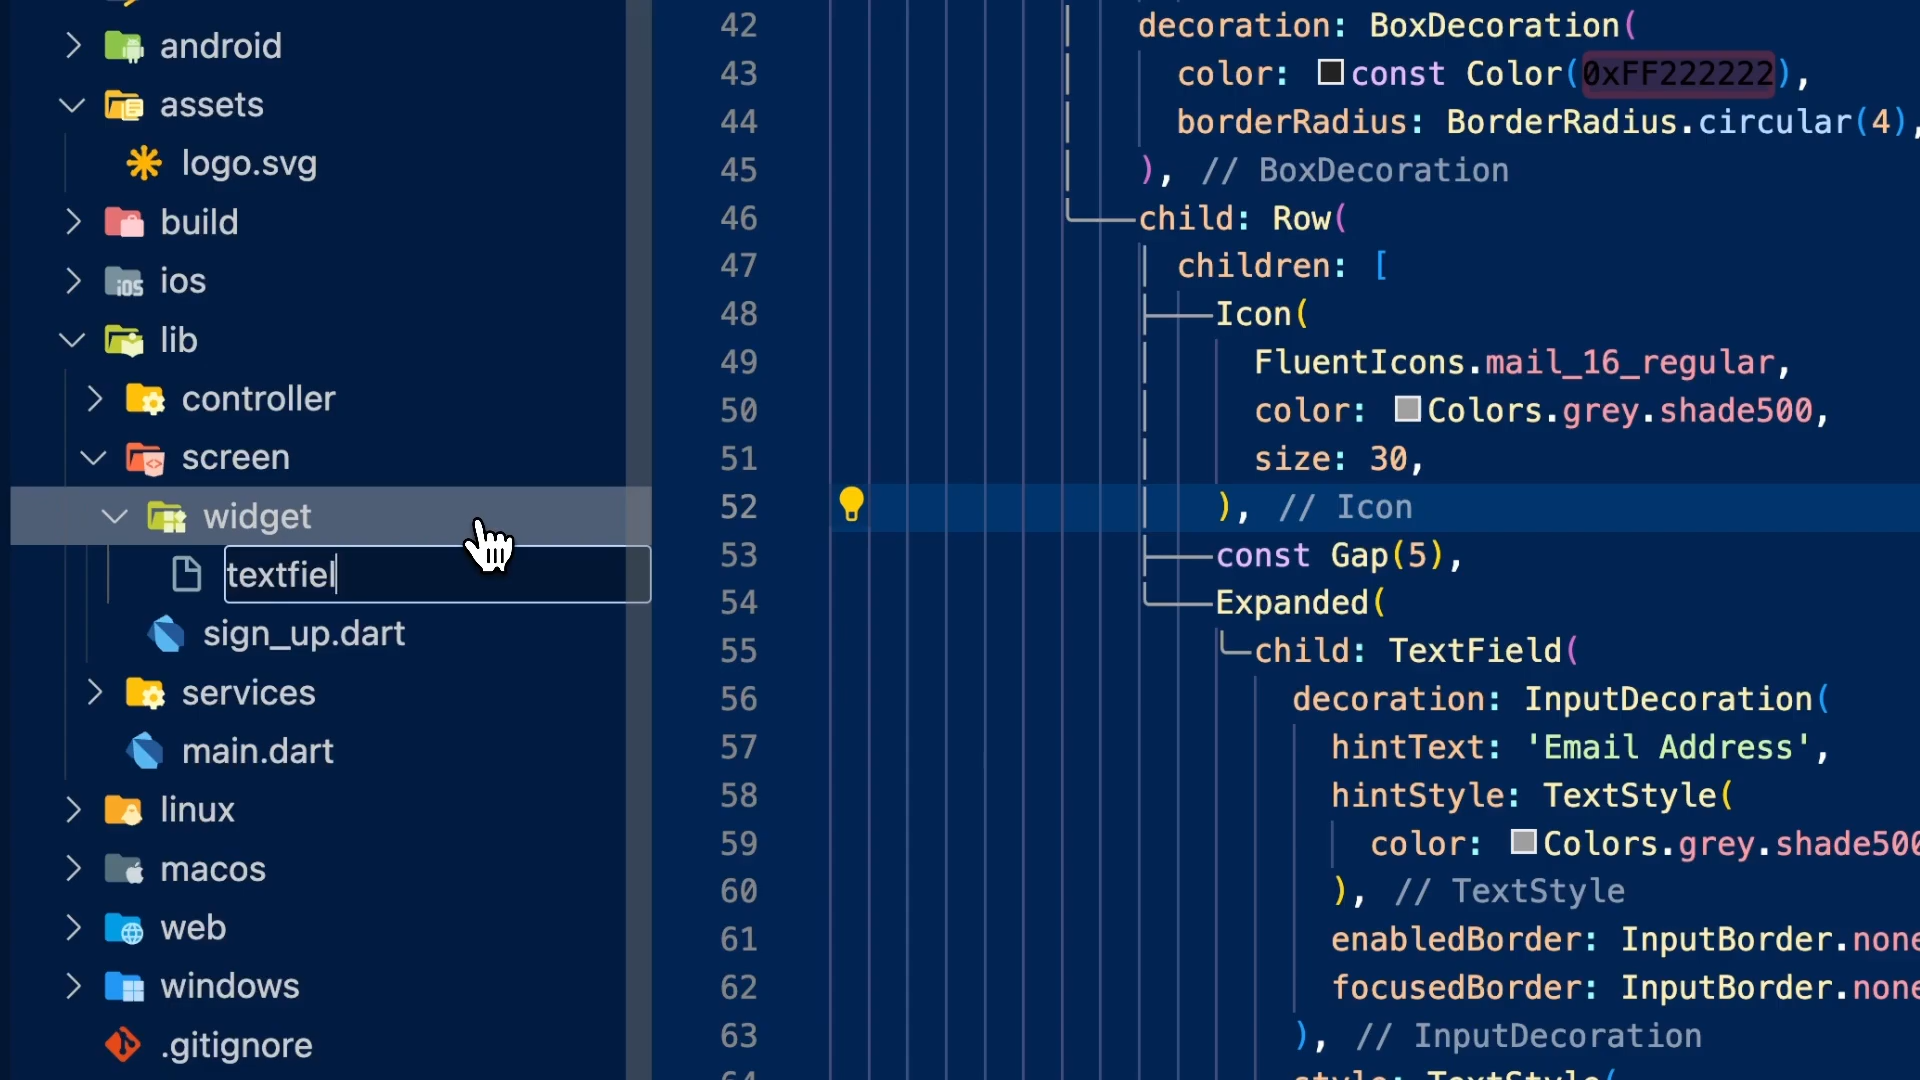 android
assets
logo.svg
build
ios
lib
controller
screen
widget
textfiel
sign_up.dart
services
main.dart
linux
macos
web
windows
.gitignore
42 decoration: BoxDecoration(
43 color: const Color(0xFF222222),
44 borderRadius: BorderRadius.circular(4),
45 ), // BoxDecoration
46 child: Row(
47 children: [
48 Icon(
49 FluentIcons.mail_16_regular,
50 color: Colors.grey.shade500,
51 size: 30,
52 ), // Icon
53 const Gap(5),
54 Expanded(
55 child: TextField(
56 decoration: InputDecoration(
57 hintText: 'Email Address',
58 hintStyle: TextStyle(
59 color: Colors.grey.shade500
60 ), // TextStyle
61 enabledBorder: InputBorder.none
62 focusedBorder: InputBorder.none
63 ), // InputDecoration
64 style: TextStyle(